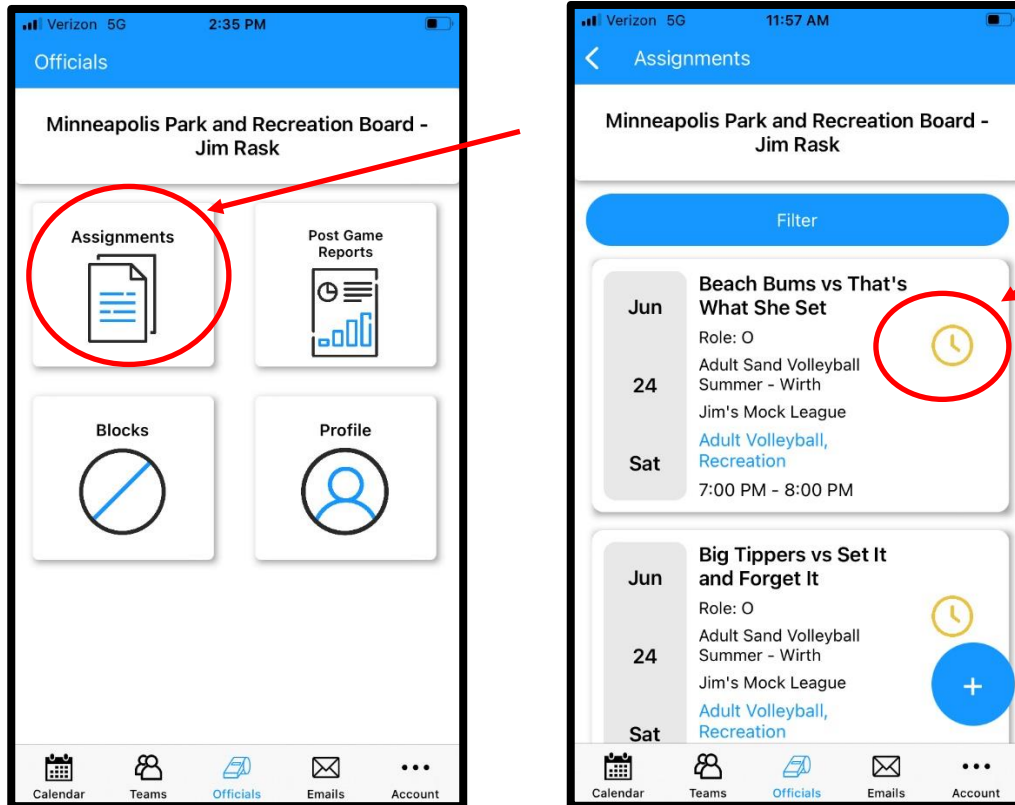 Verizon 5G 2:35 PM
Officials
Minneapolis Park and Recreation Board -
Jim Rask
Assignments
Post Game
Reports
Blocks
Profile
Calendar Teams Officials Emails Account
Verizon 5G 11:57 AM
Assignments
Minneapolis Park and Recreation Board -
Jim Rask
Filter
Jun
24
Sat
Beach Bums vs That's
What She Set
Role: O
Adult Sand Volleyball
Summer - Wirth
Jim's Mock League
Adult Volleyball,
Recreation
7:00 PM - 8:00 PM
Jun
24
Sat
Big Tippers vs Set It
and Forget It
Role: O
Adult Sand Volleyball
Summer - Wirth
Jim's Mock League
Adult Volleyball,
Recreation
+
Calendar Teams Officials Emails Account